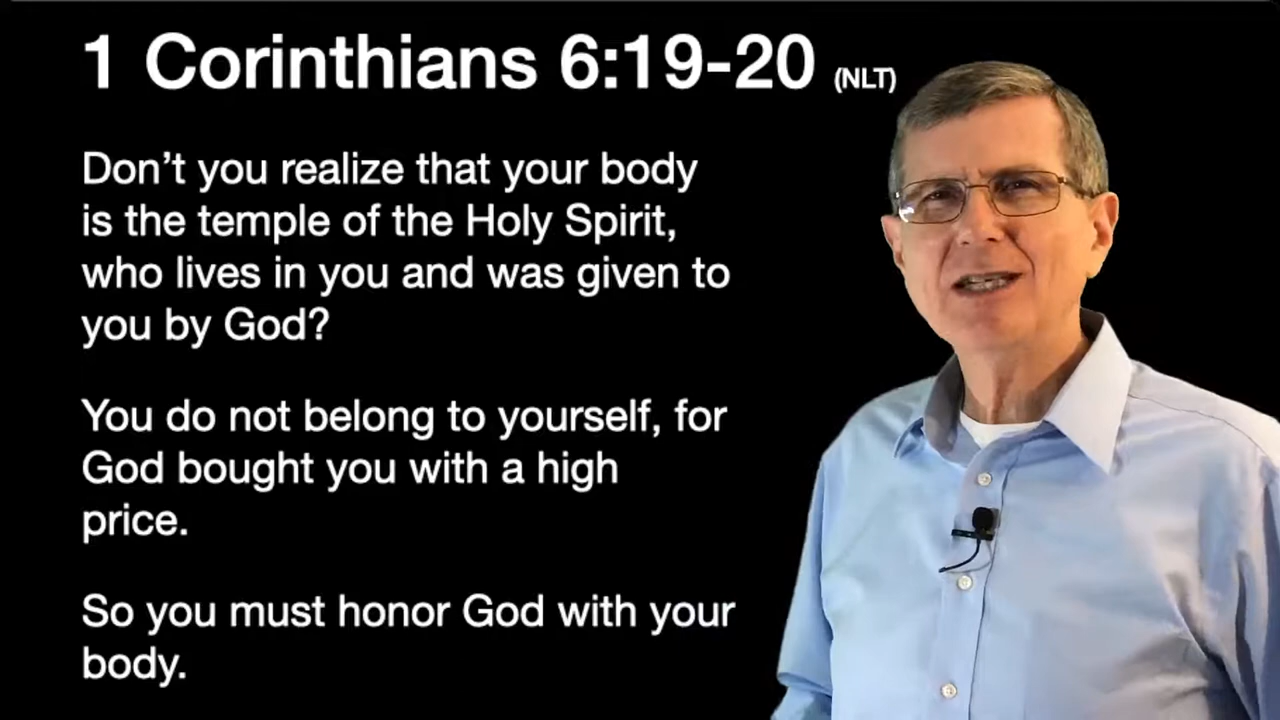 1 Corinthians 6:19-20 (NLT)
Don’t you realize that your body
is the temple of the Holy Spirit,
who lives in you and was given to
you by God?
You do not belong to yourself, for
God bought you with a high
price.
So you must honor God with your
body.